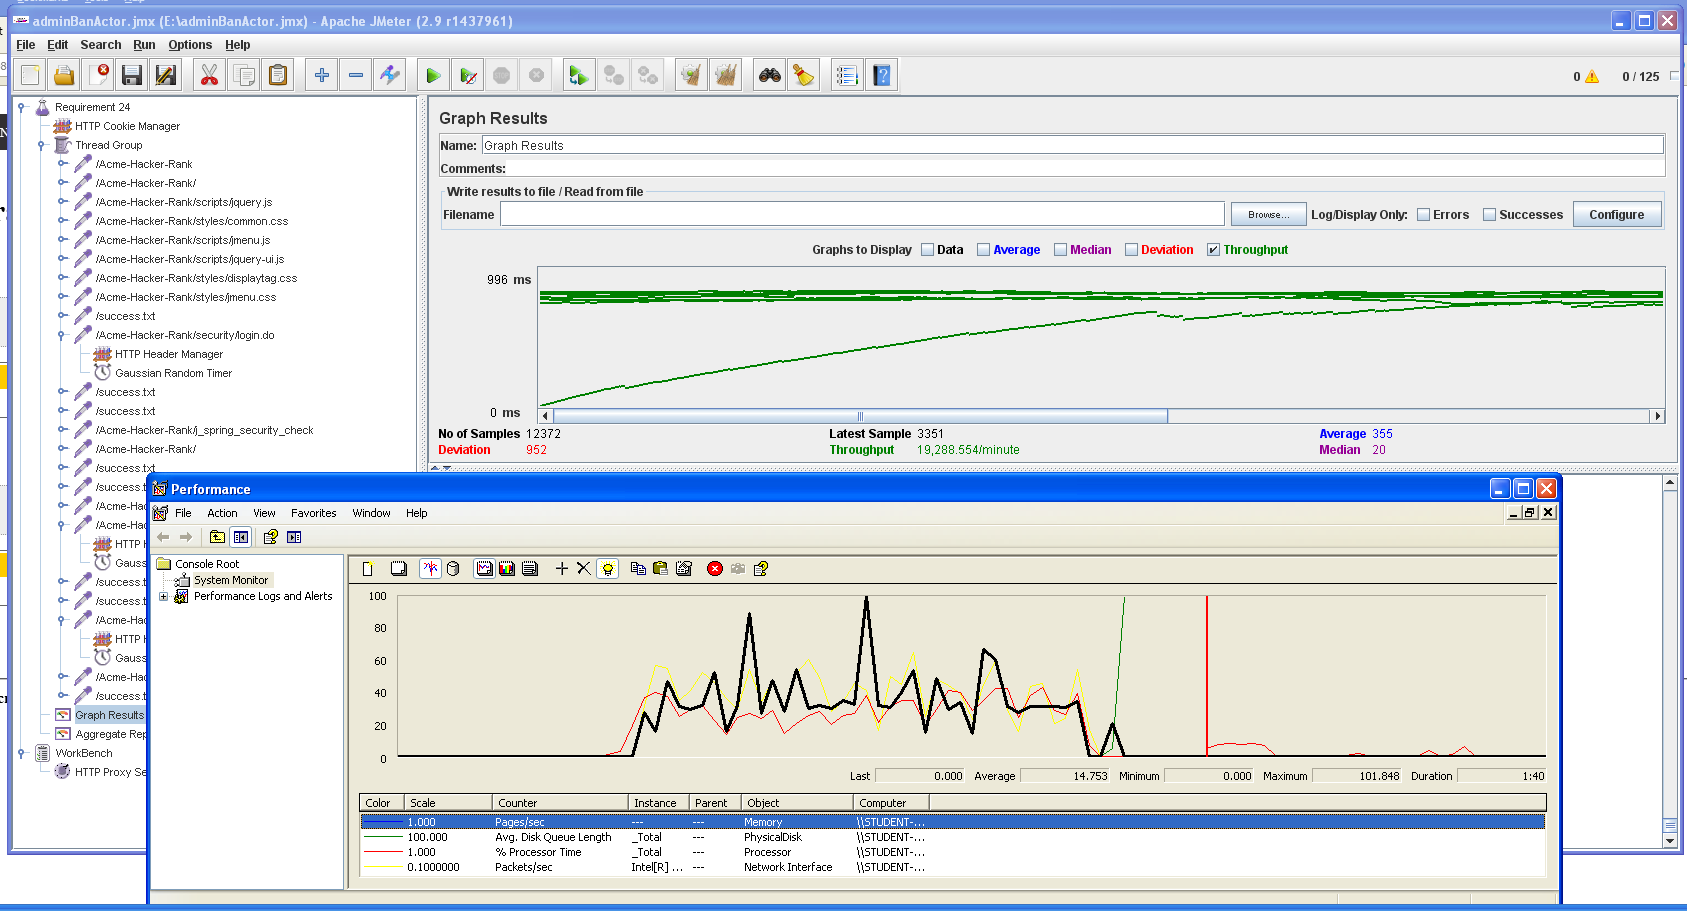 adminBanActor.jmx (E:\adminBanActor.jmx) - Apache JMeter (2.9 r1437961)
File Edit Search Run Options Help
0 0 / 125
Requirement 24
HTTP Cookie Manager
Thread Group
/Acme-Hacker-Rank
/Acme-Hacker-Rank/
/Acme-Hacker-Rank/scripts/jquery.js
/Acme-Hacker-Rank/styles/common.css
/Acme-Hacker-Rank/scripts/jmenu.js
/Acme-Hacker-Rank/scripts/jquery-ui.js
/Acme-Hacker-Rank/styles/displaytag.css
/Acme-Hacker-Rank/styles/jmenu.css
/success.txt
/Acme-Hacker-Rank/security/login.do
HTTP Header Manager
Gaussian Random Timer
/success.txt
/success.txt
/Acme-Hacker-Rank/j_spring_security_check
/Acme-Hacker-Rank/
/success.txt
/success.t
/Acme-Hac
/Acme-Hac
HTTP H
Gauss
/success.t
/success.t
/Acme-Hac
HTTP H
Gauss
/Acme-Hac
/success.t
Graph Results
Aggregate Rep
WorkBench
HTTP Proxy Se
Graph Results
Name: Graph Results
Comments:
Write results to file / Read from file
Filename Browse... Log/Display Only: Errors Successes Configure
Graphs to Display Data Average Median Deviation Throughput
996 ms
0 ms
No of Samples 12372 Latest Sample 3351 Average 355
Deviation 952 Throughput 19,288.554/minute Median 20
Performance
File Action View Favorites Window Help
Console Root
System Monitor
Performance Logs and Alerts
100
80
60
40
20
0
Last 0.000 Average 14.753 Minimum 0.000 Maximum 101.848 Duration 1:40
Color Scale Counter Instance Parent Object Computer
1.000 Pages/sec --- --- Memory \\STUDENT-...
100.000 Avg. Disk Queue Length _Total --- PhysicalDisk \\STUDENT-...
1.000 % Processor Time _Total --- Processor \\STUDENT-...
0.1000000 Packets/sec Intel[R] ... --- Network Interface \\STUDENT-...